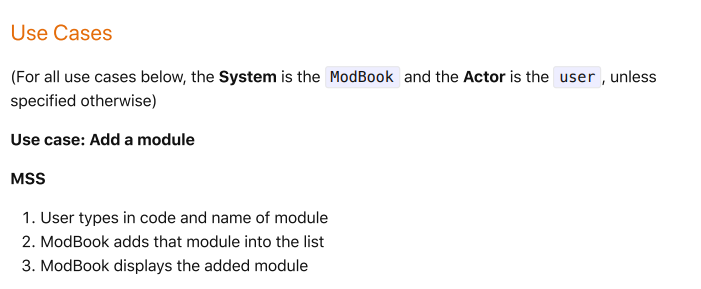 Use Cases
(For all use cases below, the System is the ModBook and the Actor is the user, unless
specified otherwise)
Use case: Add a module
MSS
1. User types in code and name of module
2. ModBook adds that module into the list
3. ModBook displays the added module